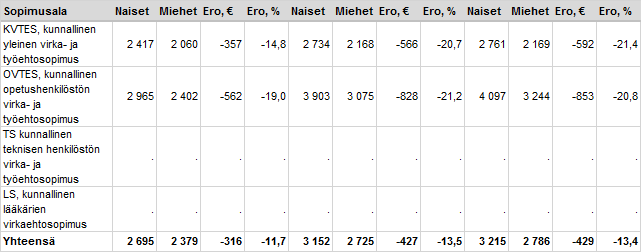 Sopimusala Naiset Miehet Ero, € Ero, % Naiset Miehet Ero, € Ero, % Naiset Miehet Ero, € Ero, %
KVTES, kunnallinen
yleinen virka- ja 2 417 2 060 -357 -14,8 2 734 2 168 -566 -20,7 2 761 2 169 -592 -21,4
työehtosopimus
OVTES, kunnallinen
opetushenkilöstön 2 965 2 402 -562 -19,0 3 903 3 075 -828 -21,2 4 097 3 244 -853 -20,8
virka- ja
työehtosopimus
TS kunnallinen
teknisen henkilöstön . . . . . . . . . . . .
virka- ja
työehtosopimus
LS, kunnallinen
lääkärien . . . . . . . . . . . .
virkaehtosopimus
Yhteensä 2 695 2 379 -316 -11,7 3 152 2 725 -427 -13,5 3 215 2 786 -429 -13,4